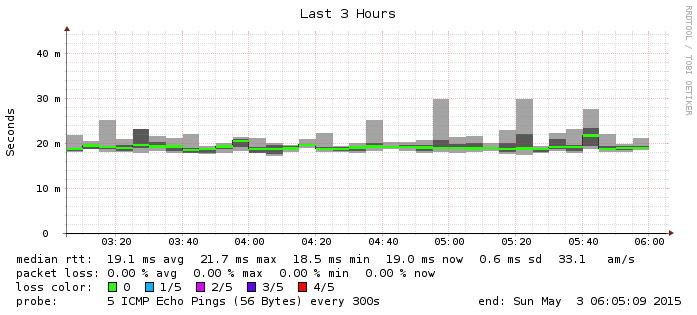 Last 3 Hours
RRDTOOL / TOBI OETIKER
Seconds
40 m
30 m
20 m
10 m
0
03:20 03:40 04:00 04:20 04:40 05:00 05:20 05:40 06:00
median rtt: 19.1 ms avg 21.7 ms max 18.5 ms min 19.0 ms now 0.6 ms sd 33.1 am/s
packet loss: 0.00 % avg 0.00 % max 0.00 % min 0.00 % now
loss color: 0 1/5 2/5 3/5 4/5
probe: 5 ICMP Echo Pings (56 Bytes) every 300s end: Sun May 3 06:05:09 2015